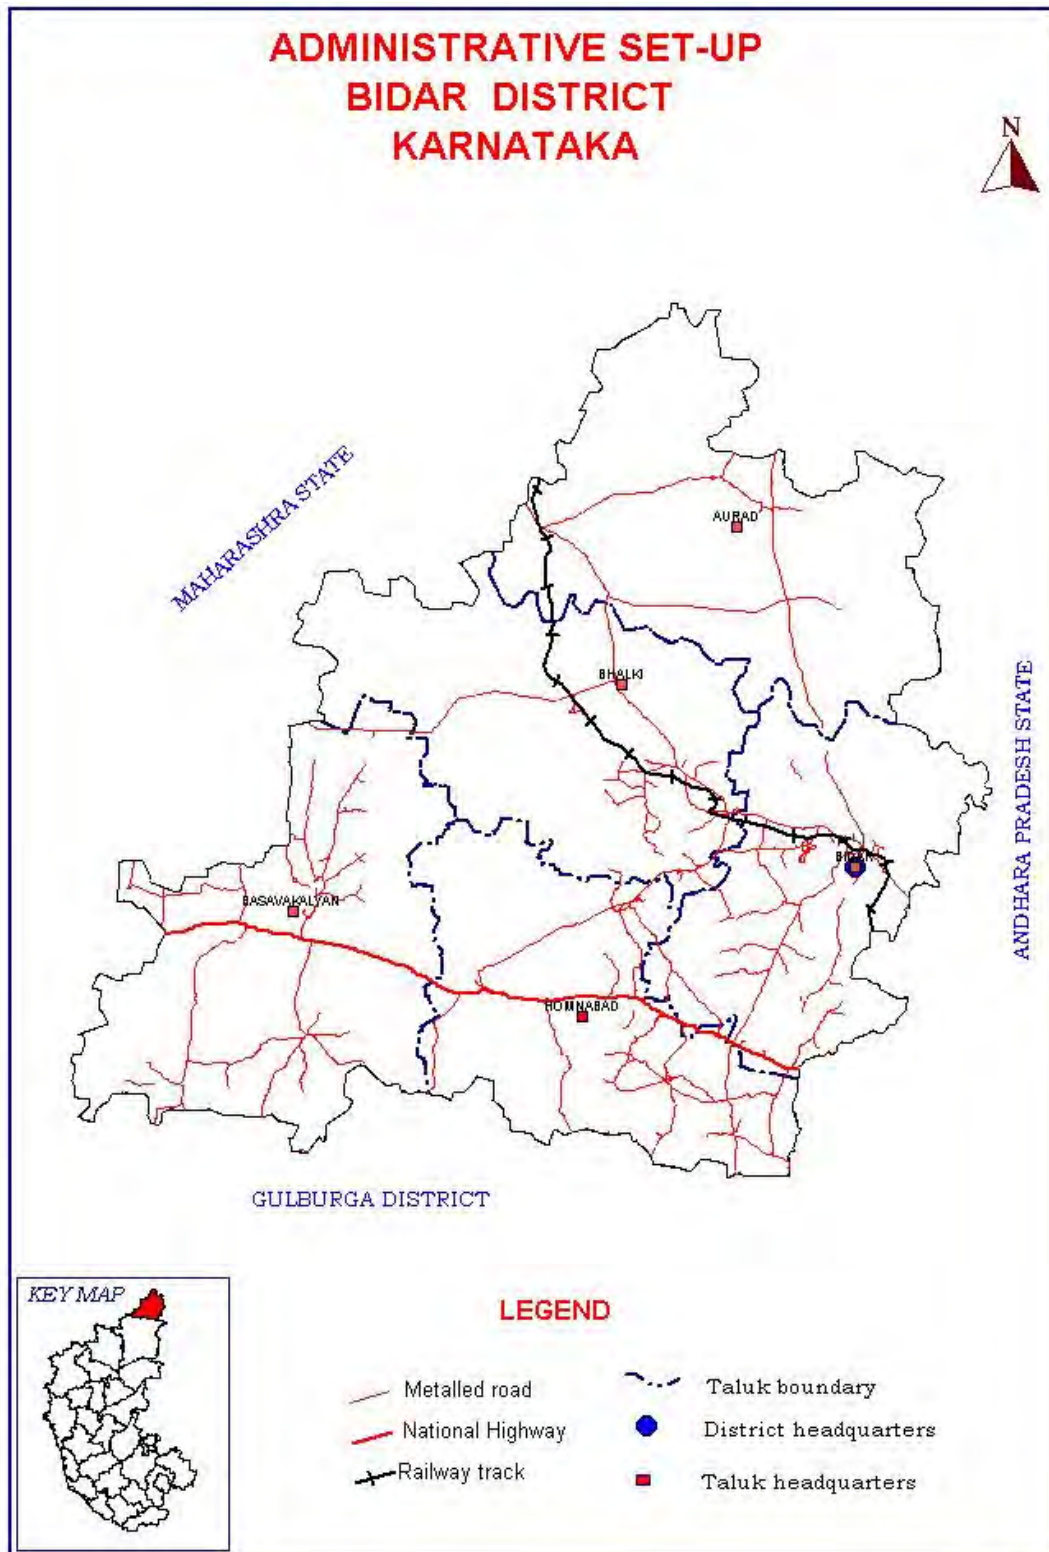 ADMINISTRATIVE SET-UP
BIDAR DISTRICT
KARNATAKA
N
MAHARASHRA STATE
AURAD
BHALKI
ANDHARA PRADESH STATE
BIDAR
BASAVAKALYAN
HOMNABAD
GULBURGA DISTRICT
KEY MAP
LEGEND
Metalled road
National Highway
Railway track
Taluk boundary
District headquarters
Taluk headquarters